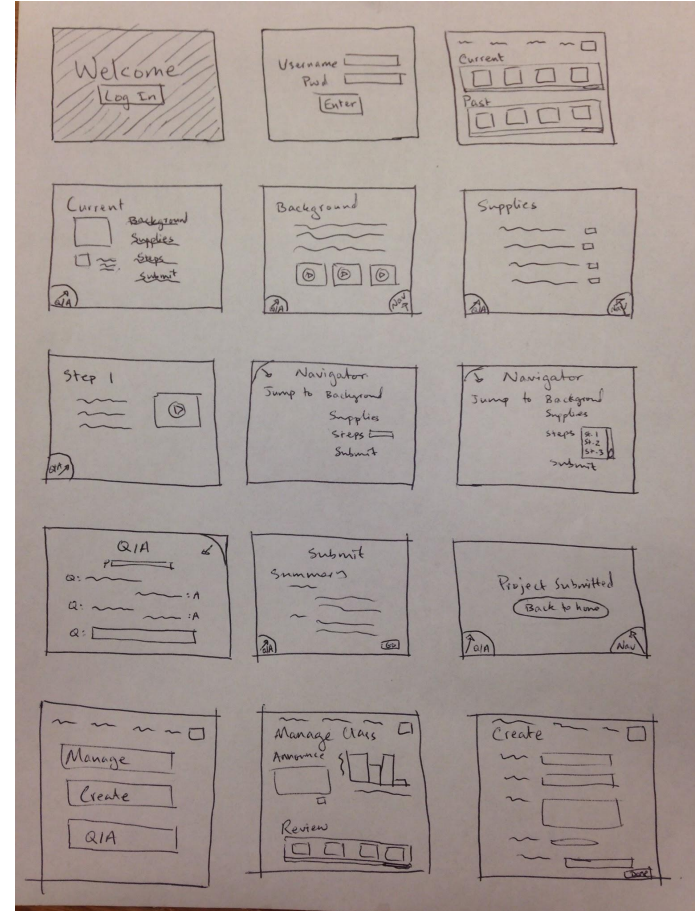 Welcome
Log In
Username
Pwd
Enter
Current
Past
Current
Background
Supplies
Steps
Submit
Q/A
Background
Q/A
Nav
Supplies
Q/A
Nav
Step 1
Q/A
Navigator
Jump to Background
Supplies
Steps
Submit
Navigator
Jump to Background
Supplies
Steps St.1
St.2
St.3
Submit
Q/A
Q:
:A
Q:
:A
Q:
Submit
Summary
Q/A
Project Submitted
Back to home
Q/A
Nav
Manage
Create
Q/A
Manage Class
Announce
Review
Create
Done